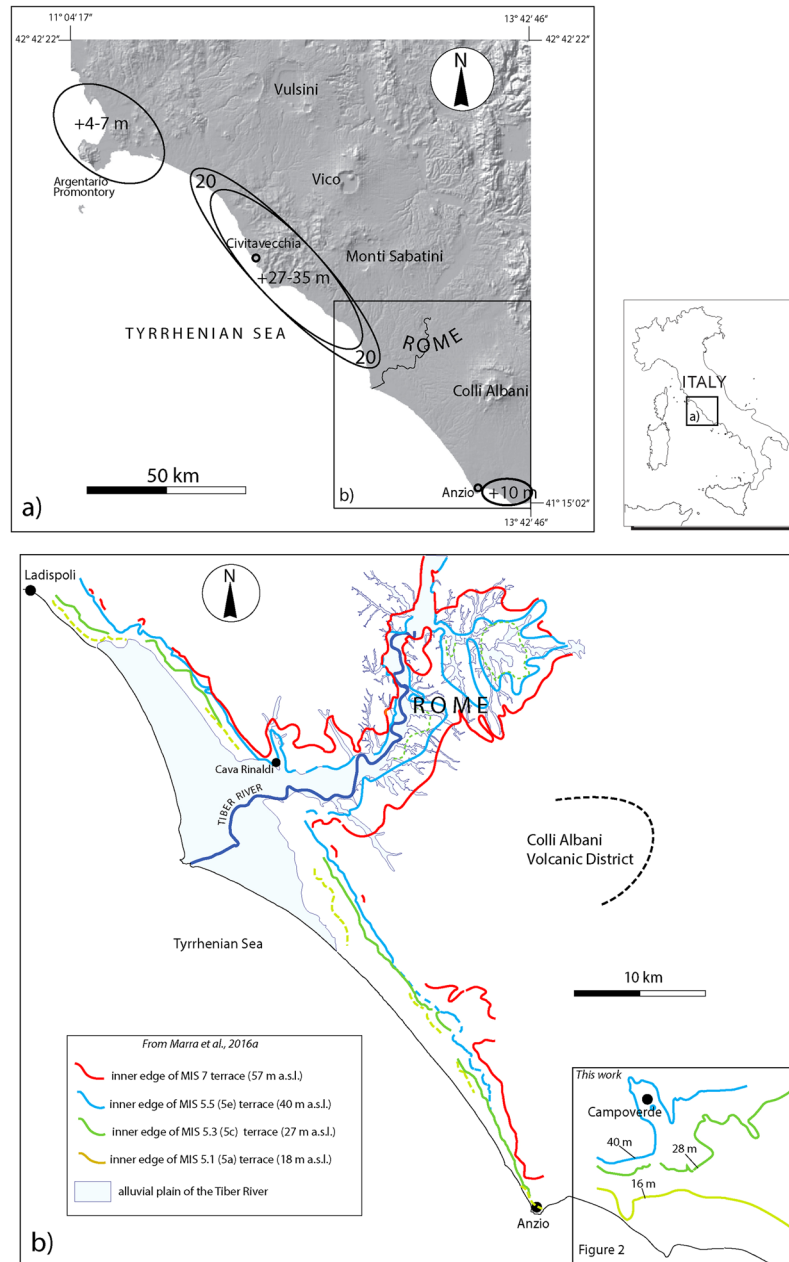 11° 04′ 17″
13° 42′ 46″
42° 42′ 22″
42° 42′ 22″
N
Vulsini
+4-7 m
Argentario
Promontory
20
Vico
Civitavecchia
Monti Sabatini
+27-35 m
TYRRHENIAN SEA
ROME
20
Colli Albani
50 km
b)
Anzio
+10 m
a)
41° 15′ 02″
13° 42′ 46″
ITALY
a)
Ladispoli
N
ROME
Cava Rinaldi
TIBER RIVER
Colli Albani
Volcanic District
Tyrrhenian Sea
10 km
From Marra et al., 2016a
inner edge of MIS 7 terrace (57 m a.s.l.)
inner edge of MIS 5.5 (5e) terrace (40 m a.s.l.)
inner edge of MIS 5.3 (5c) terrace (27 m a.s.l.)
inner edge of MIS 5.1 (5a) terrace (18 m a.s.l.)
alluvial plain of the Tiber River
This work
Campoverde
40 m
28 m
16 m
Anzio
Figure 2
b)